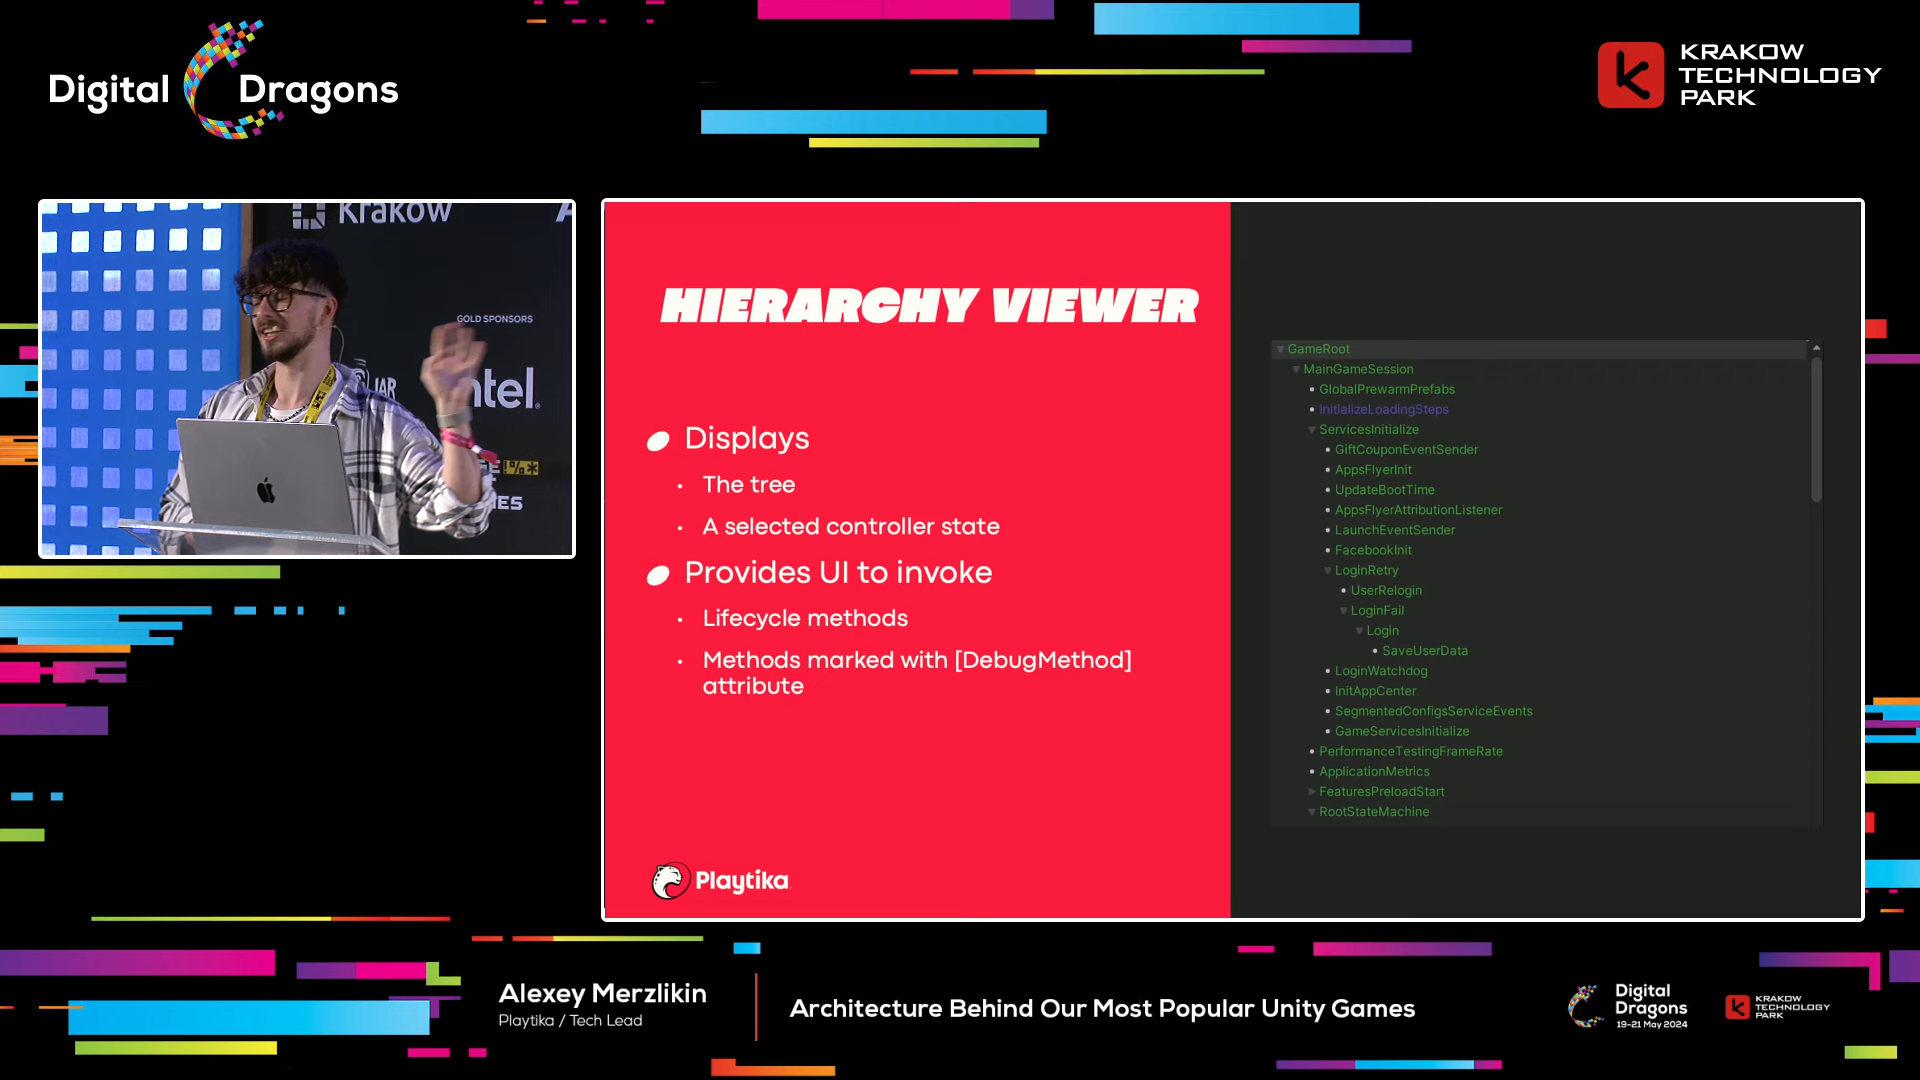 Digital Dragons
KRAKOW
TECHNOLOGY
PARK
Krakow
GOLD SPONSORS
HIERARCHY VIEWER
Displays
The tree
A selected controller state
Provides UI to invoke
Lifecycle methods
Methods marked with [DebugMethod]
attribute
Playtika
GameRoot
MainGameSession
GlobalPrewarmPrefabs
InitializeLoadingSteps
ServicesInitialize
GiftCouponEventSender
AppsFlyerInit
UpdateBootTime
AppsFlyerAttributionListener
LaunchEventSender
FacebookInit
LoginRetry
UserRelogin
LoginFail
Login
SaveUserData
LoginWatchdog
InitAppCenter
SegmentedConfigsServiceEvents
GameServicesInitialize
PerformanceTestingFrameRate
ApplicationMetrics
FeaturesPreloadStart
RootStateMachine
Alexey Merzlikin
Playtika / Tech Lead
Architecture Behind Our Most Popular Unity Games
Digital
Dragons
19-21 May 2024
KRAKOW
TECHNOLOGY
PARK